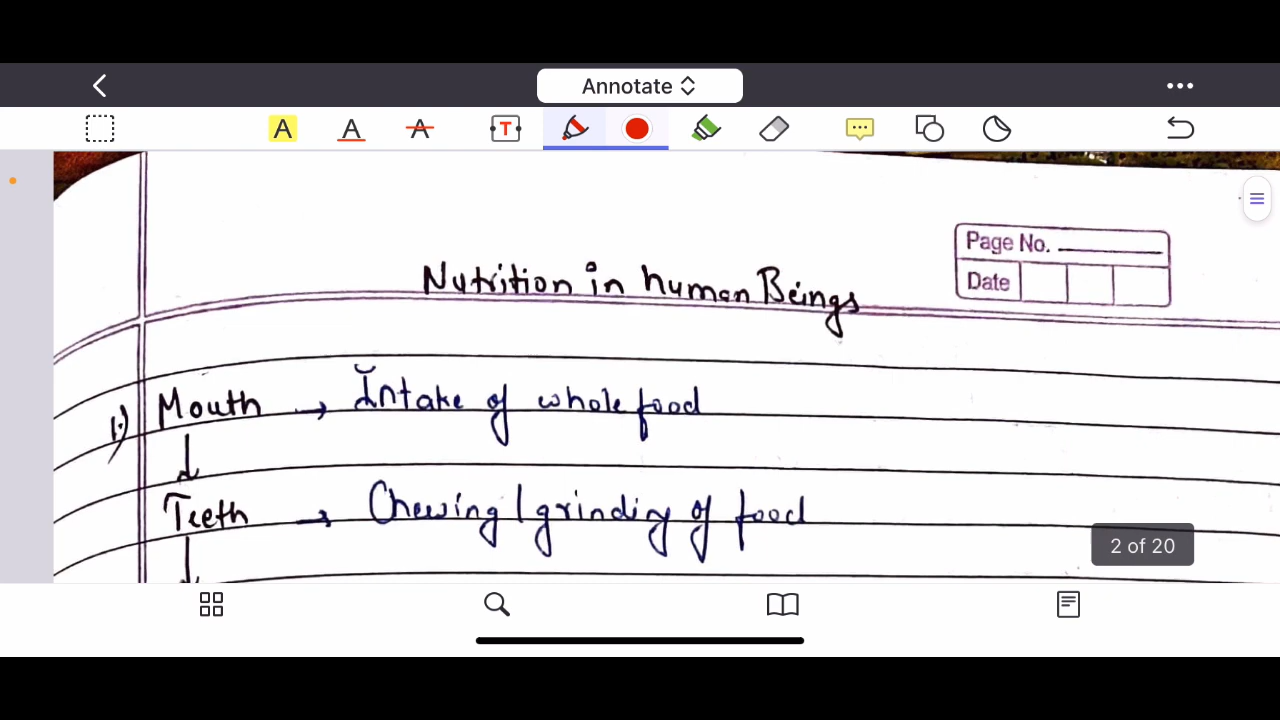 Annotate
A A A T
Page No.
Date
Nutrition in human Beings
1.) Mouth → Intake of whole food
↓
Teeth → Chewing / grinding of food
↓
2 of 20